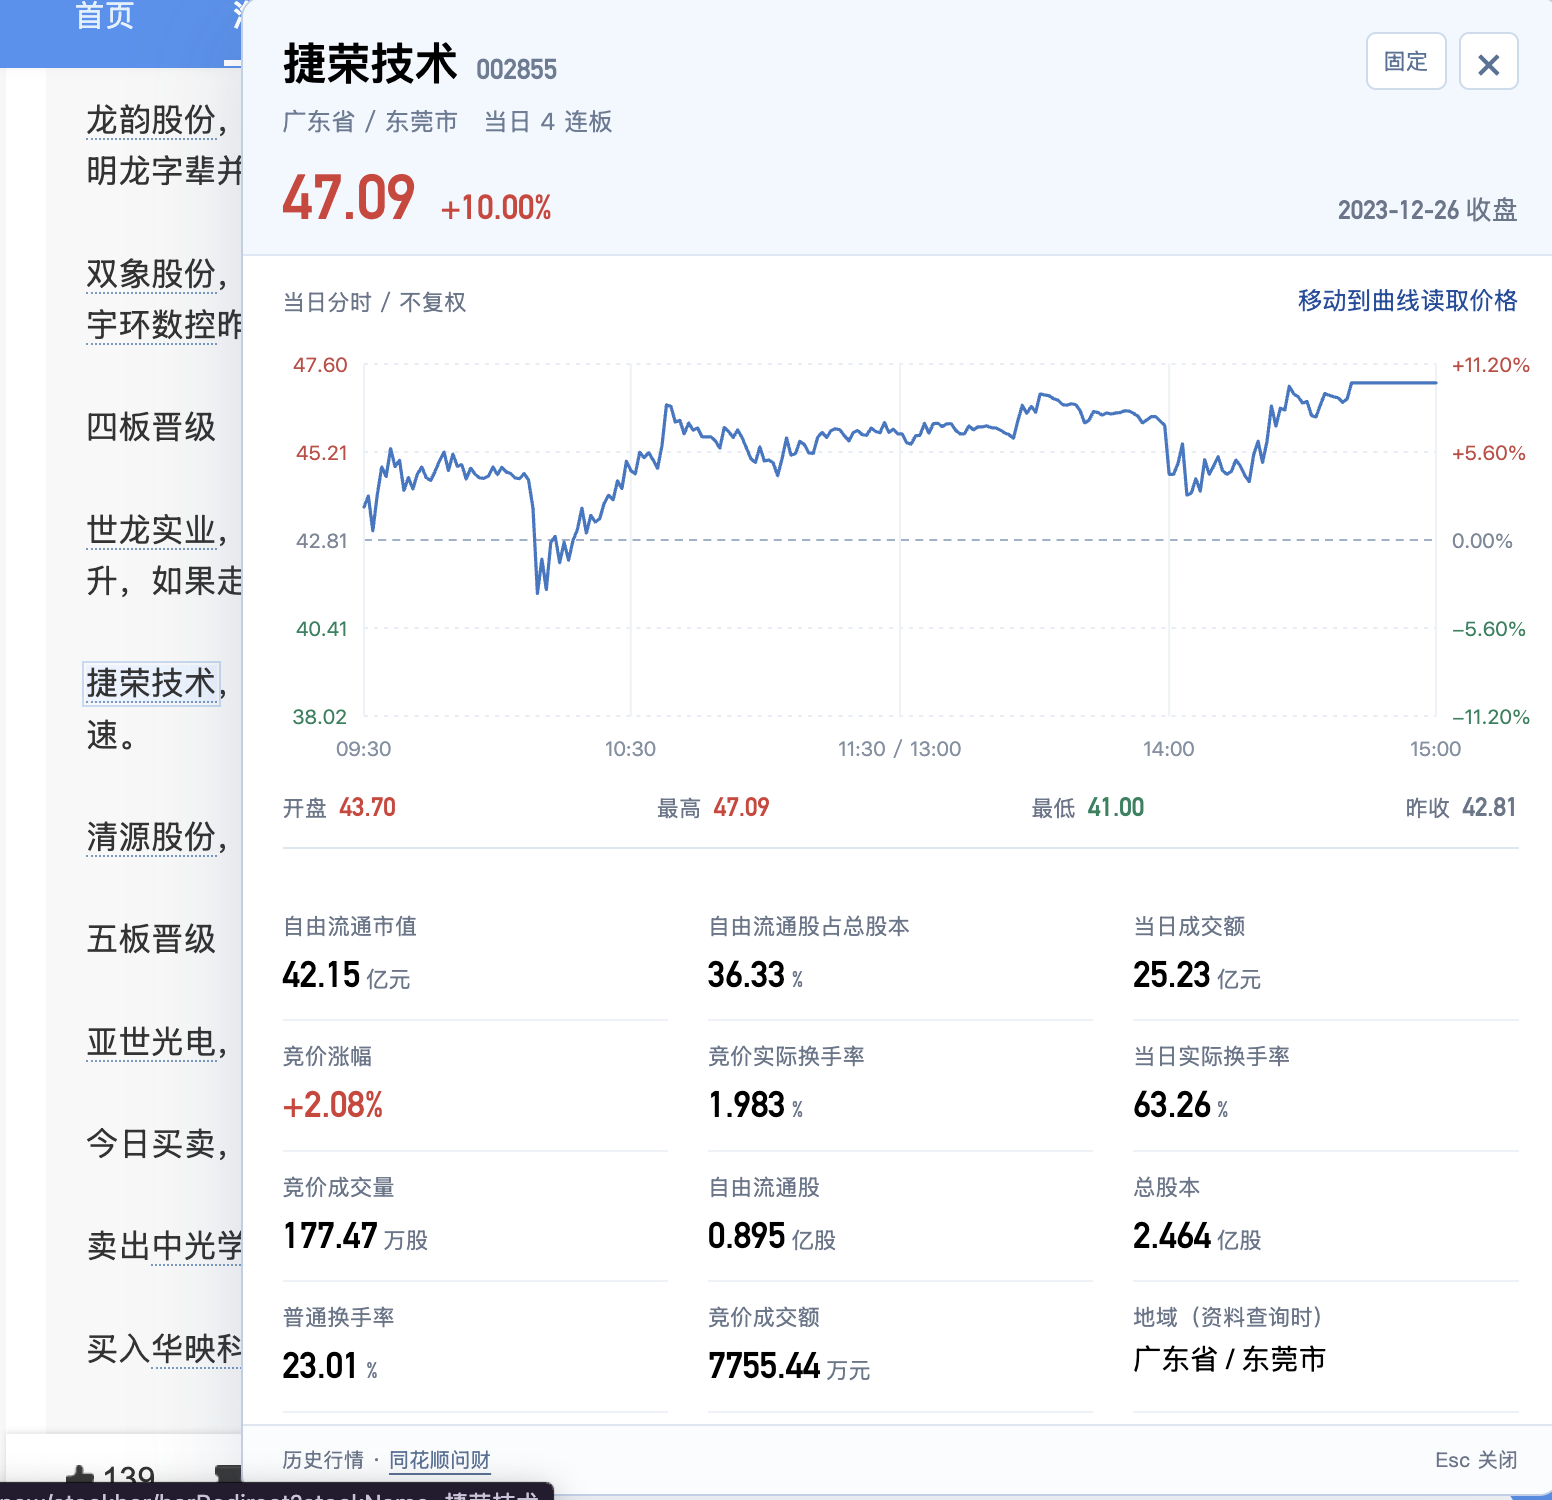 首页
龙韵股份，
明龙字辈并
双象股份，
宇环数控昨
四板晋级
世龙实业，
升，如果走
捷荣技术，
速。
清源股份，
五板晋级
亚世光电，
今日买卖，
卖出中光学
买入华映科
139
捷荣技术 002855
固定
广东省 / 东莞市 当日 4 连板
47.09 +10.00%
2023-12-26 收盘
当日分时 / 不复权
移动到曲线读取价格
47.60 +11.20%
45.21 +5.60%
42.81 0.00%
40.41 −5.60%
38.02 −11.20%
09:30 10:30 11:30 / 13:00 14:00 15:00
开盘 43.70 最高 47.09 最低 41.00 昨收 42.81
自由流通市值 自由流通股占总股本 当日成交额
42.15 亿元 36.33 % 25.23 亿元
竞价涨幅 竞价实际换手率 当日实际换手率
+2.08% 1.983 % 63.26 %
竞价成交量 自由流通股 总股本
177.47 万股 0.895 亿股 2.464 亿股
普通换手率 竞价成交额 地域（资料查询时）
23.01 % 7755.44 万元 广东省 / 东莞市
历史行情 · 同花顺问财
Esc 关闭